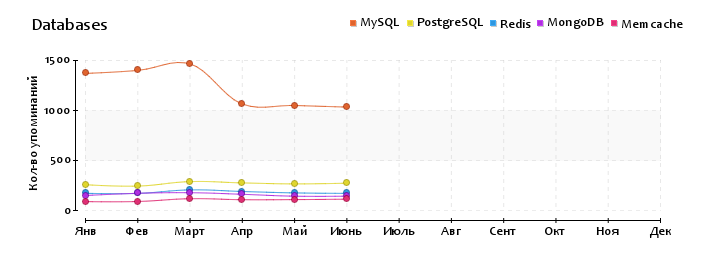 Databases
MySQL PostgreSQL Redis MongoDB Memcache
Кол-во упоминаний
1500
1000
500
0
Янв Фев Март Апр Май Июнь Июль Авг Сент Окт Ноя Дек